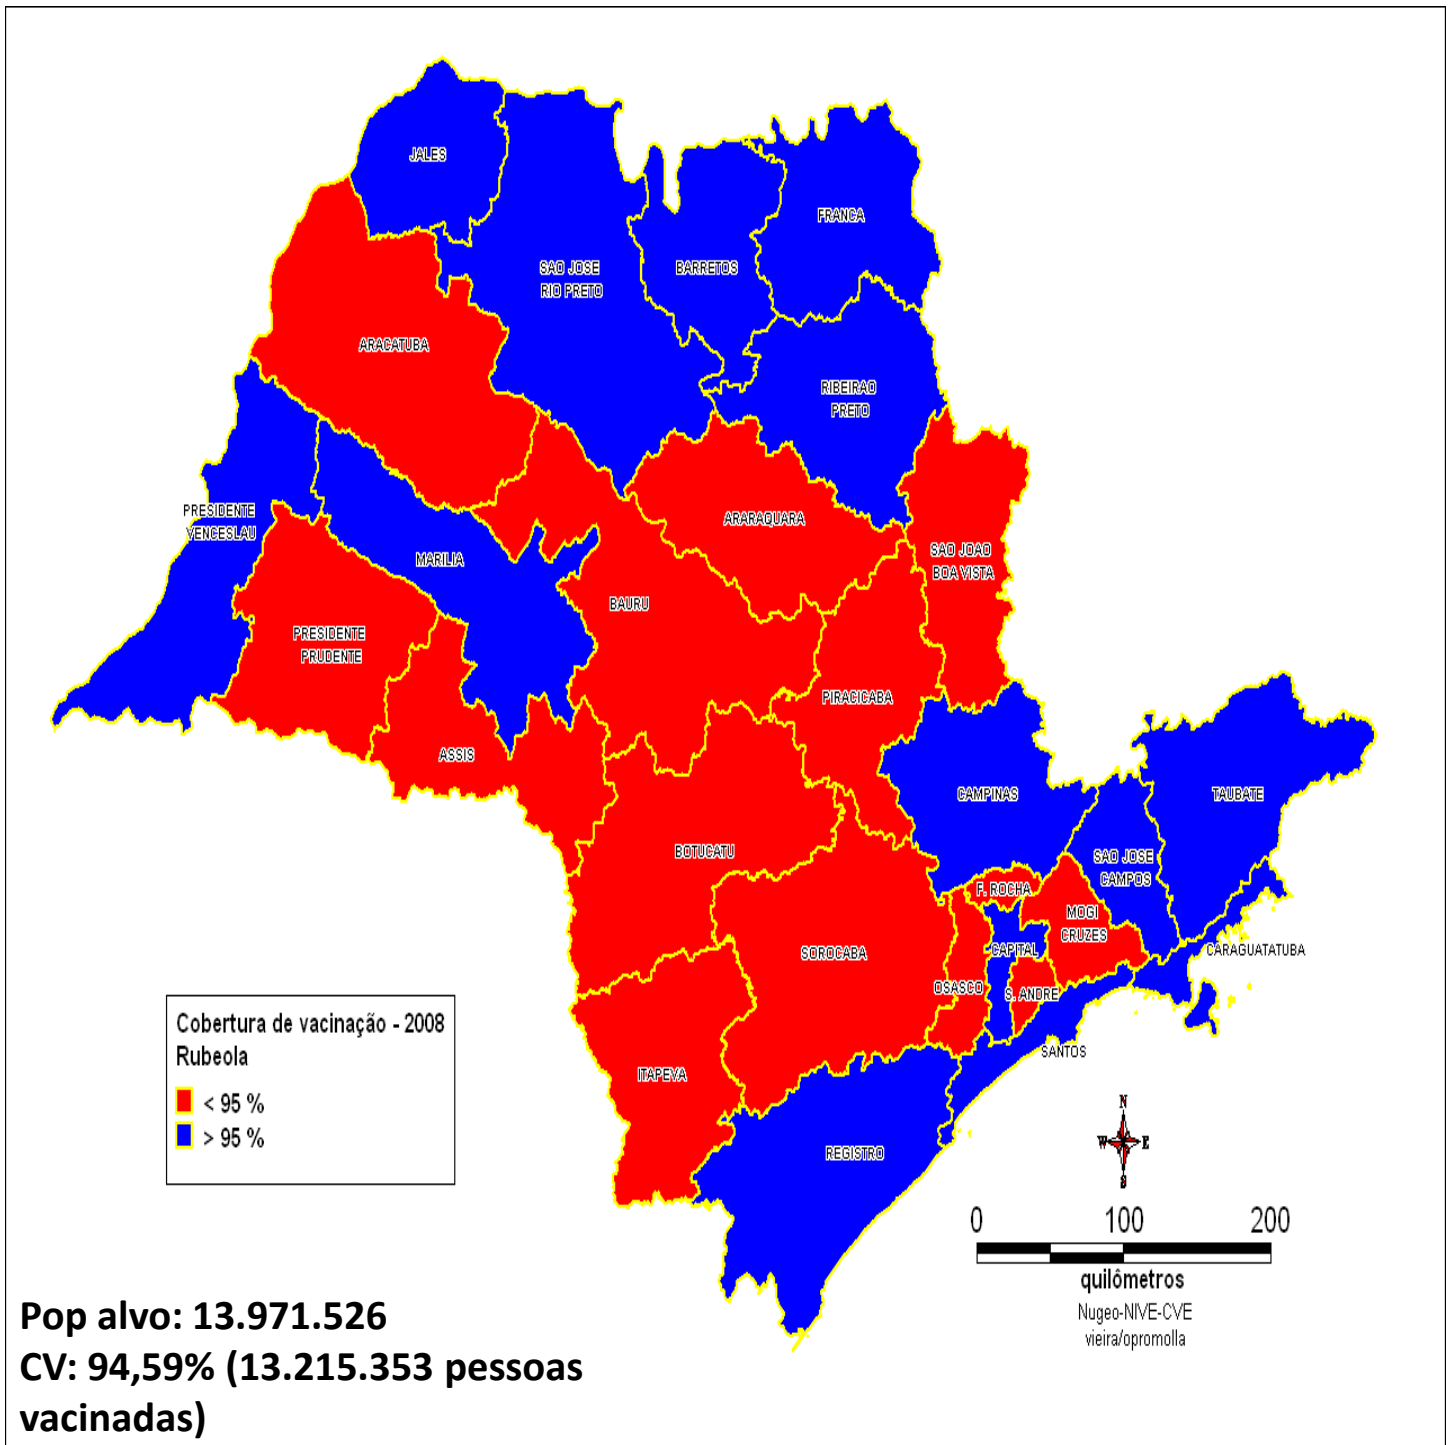 JALES
FRANCA
SAO JOSE
RIO PRETO
BARRETOS
ARACATUBA
RIBEIRAO
PRETO
PRESIDENTE
VENCESLAU
ARARAQUARA
MARILIA
SAO JOAO
BOA VISTA
BAURU
PRESIDENTE
PRUDENTE
PIRACICABA
ASSIS
CAMPINAS
TAUBATE
BOTUCATU
SAO JOSE
CAMPOS
F. ROCHA
MOGI
CRUZES
SOROCABA
CAPITAL
CARAGUATATUBA
OSASCO
S. ANDRE
SANTOS
ITAPEVA
REGISTRO
Cobertura de vacinação - 2008
Rubeola
< 95 %
> 95 %
N
W E
S
0 100 200
quilômetros
Nugeo-NIVE-CVE
vieira/opromolla
Pop alvo: 13.971.526
CV: 94,59% (13.215.353 pessoas
vacinadas)